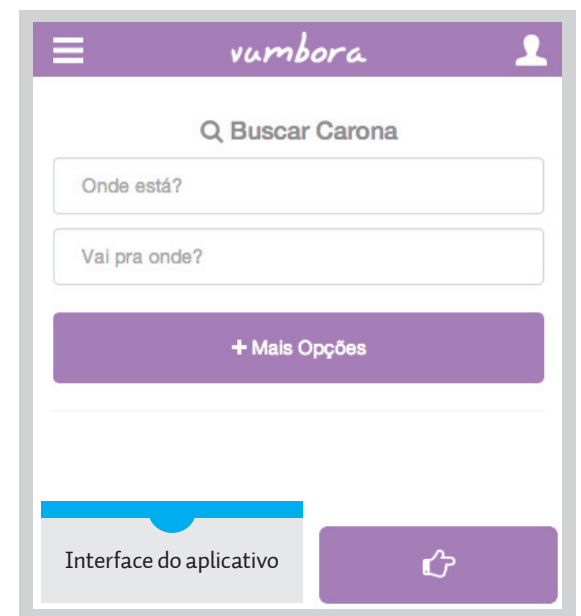 vumbora
Buscar Carona
Onde está?
Vai pra onde?
+ Mais Opções
Interface do aplicativo